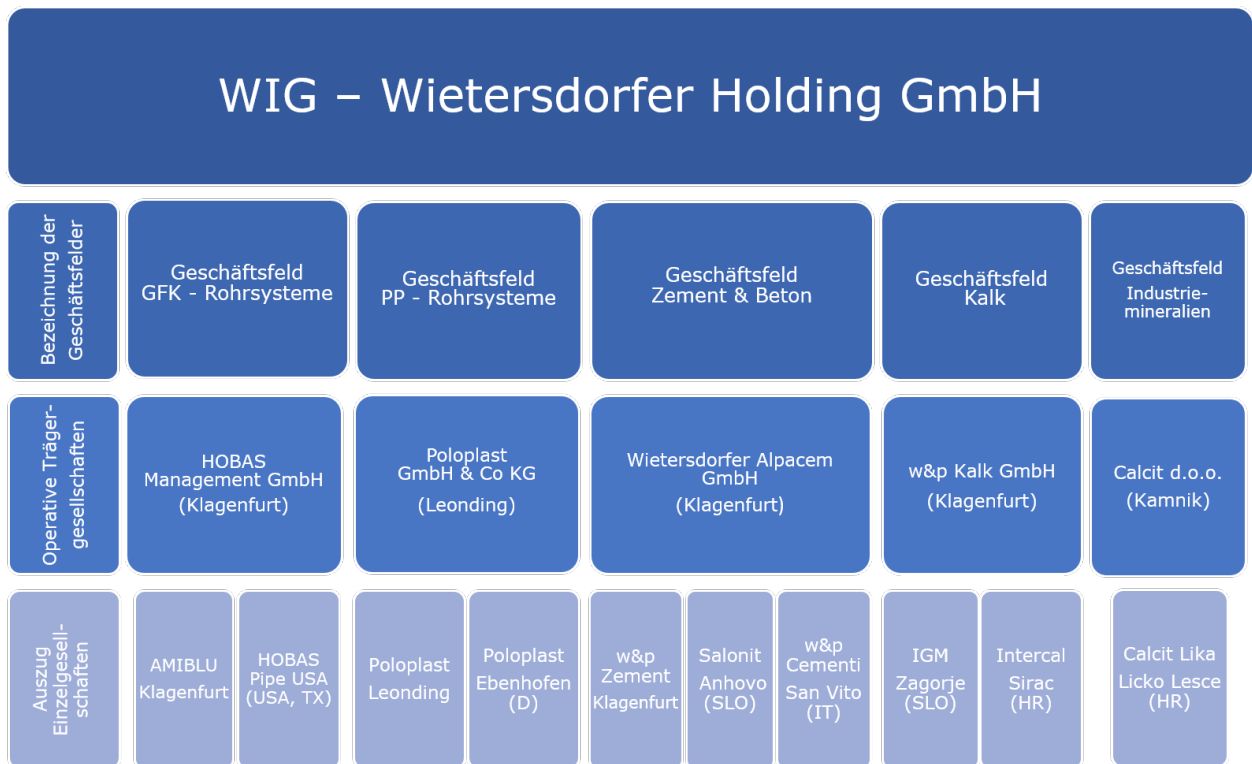 WIG – Wietersdorfer Holding GmbH
Bezeichnung der
Geschäftsfelder
Geschäftsfeld
GFK - Rohrsysteme
Geschäftsfeld
PP - Rohrsysteme
Geschäftsfeld
Zement & Beton
Geschäftsfeld
Kalk
Geschäftsfeld
Industrie-
mineralien
Operative Träger-
gesellschaften
HOBAS
Management GmbH
(Klagenfurt)
Poloplast
GmbH & Co KG
(Leonding)
Wietersdorfer Alpacem
GmbH
(Klagenfurt)
w&p Kalk GmbH
(Klagenfurt)
Calcit d.o.o.
(Kamnik)
Auszug
Einzelgesell-
schaften
AMIBLU
Klagenfurt
HOBAS
Pipe USA
(USA, TX)
Poloplast
Leonding
Poloplast
Ebenhofen
(D)
w&p
Zement
Klagenfurt
Salonit
Anhovo
(SLO)
w&p
Cementi
San Vito
(IT)
IGM
Zagorje
(SLO)
Intercal
Sirac
(HR)
Calcit Lika
Licko Lesce
(HR)